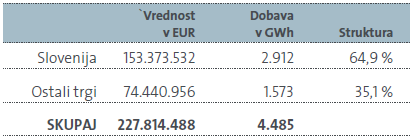 `Vrednost Dobava
v EUR v GWh Struktura
Slovenija 153.373.532 2.912 64,9 %
Ostali trgi 74.440.956 1.573 35,1 %
SKUPAJ 227.814.488 4.485